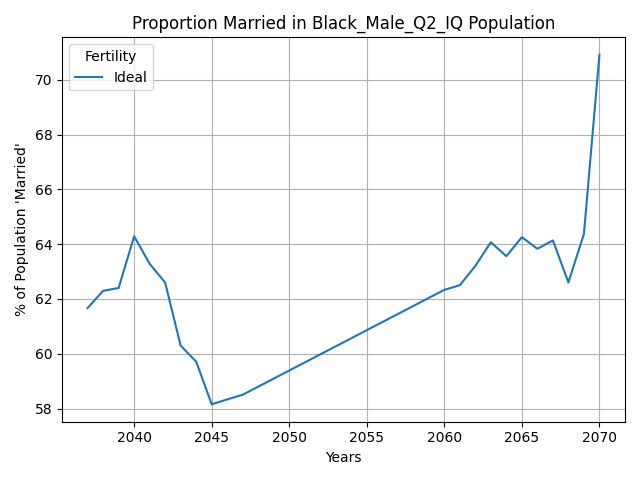 Proportion Married in Black_Male_Q2_IQ Population
Fertility
Ideal
% of Population 'Married'
70
68
66
64
62
60
58
2040
2045
2050
2055
2060
2065
2070
Years